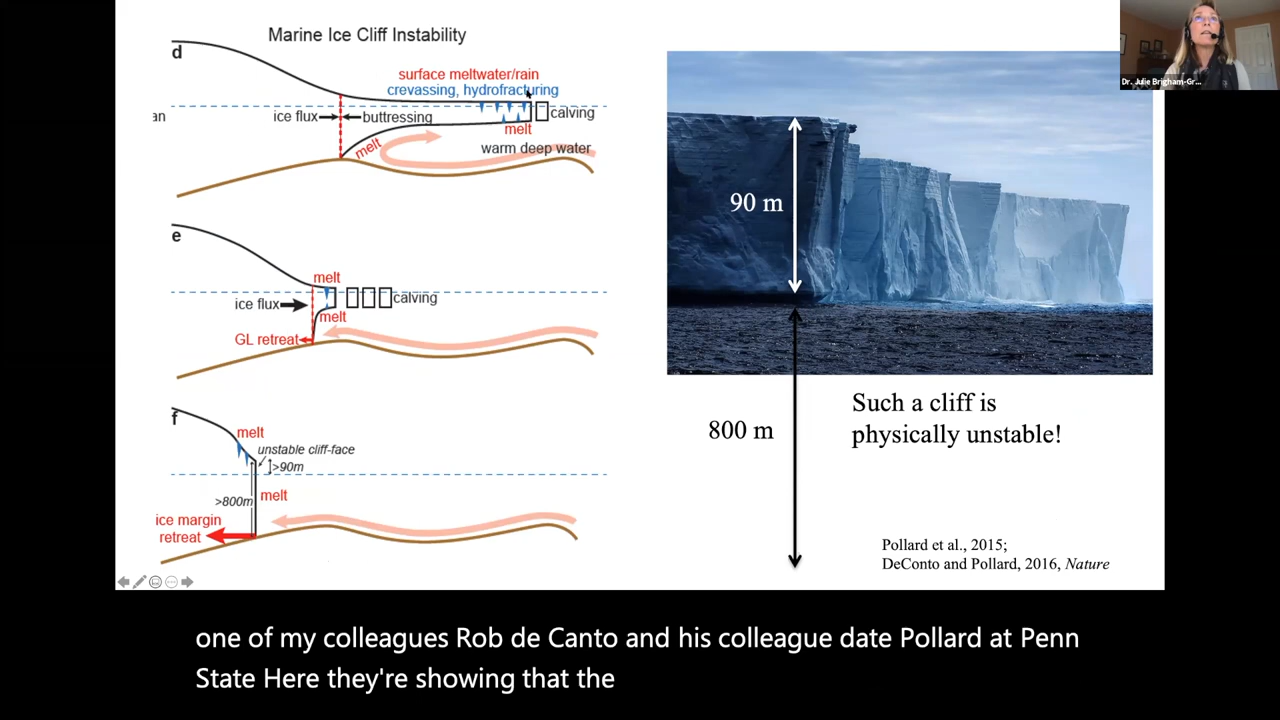 Marine Ice Cliff Instability
d
surface meltwater/rain
crevassing, hydrofracturing
an
ice flux
buttressing
calving
melt
melt
warm deep water
e
melt
ice flux
calving
melt
GL retreat
f
melt
unstable cliff-face
>90m
>800m
melt
ice margin
retreat
90 m
800 m
Such a cliff is
physically unstable!
Pollard et al., 2015;
DeConto and Pollard, 2016, Nature
Dr. Julie Brigham-Gr...
one of my colleagues Rob de Canto and his colleague date Pollard at Penn
State Here they're showing that the